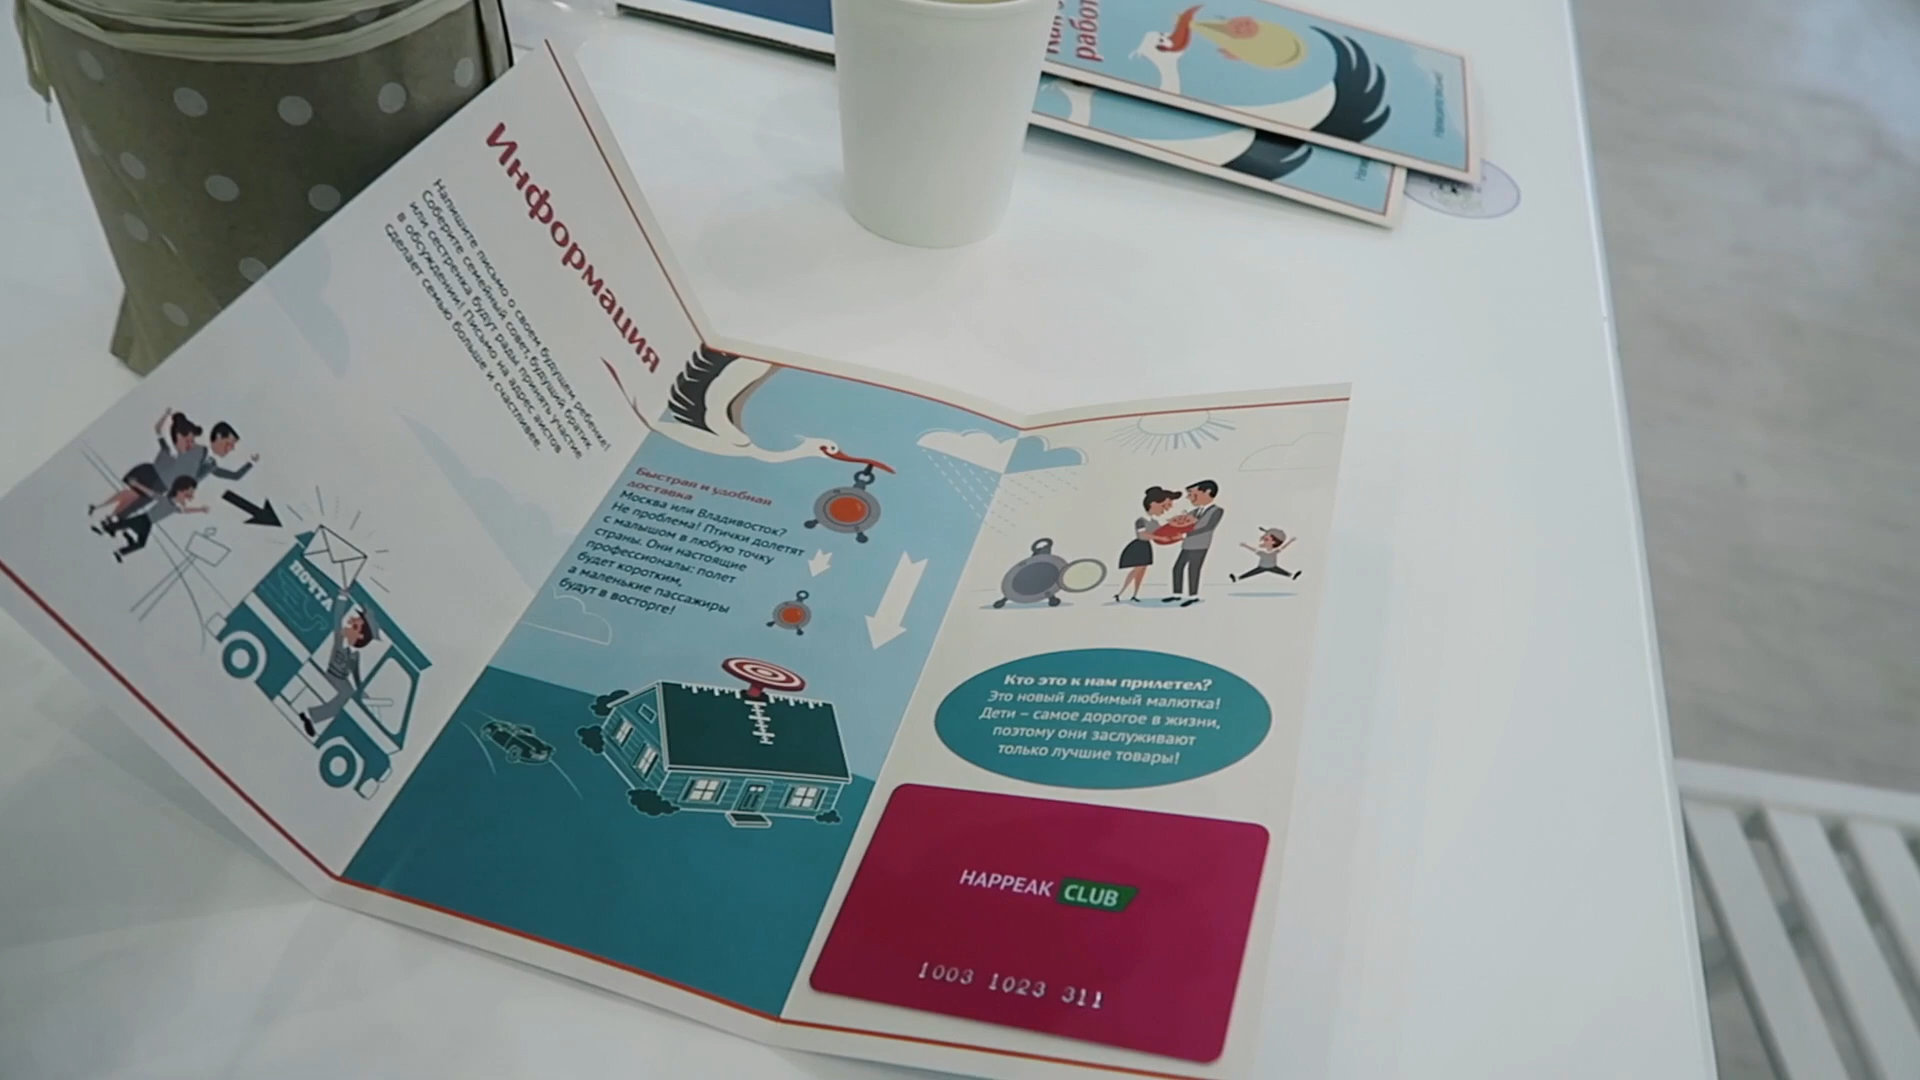 Информация
Напишите письмо о своем будущем ребенке!
Соберите семейный совет, будущий братик
или сестренка будут рады принять участие
в обсуждении! Письмо на адрес аистов
сделает семью больше и счастливее.
ПОЧТА
Быстрая и удобная
доставка
Москва или Владивосток?
Не проблема! Птички долетят
с малышом в любую точку
страны. Они настоящие
профессионалы: полет
будет коротким,
а маленькие пассажиры
будут в восторге!
Кто это к нам прилетел?
Это новый любимый малютка!
Дети – самое дорогое в жизни,
поэтому они заслуживают
только лучшие товары!
HAPPEAK CLUB
1003 1023 311